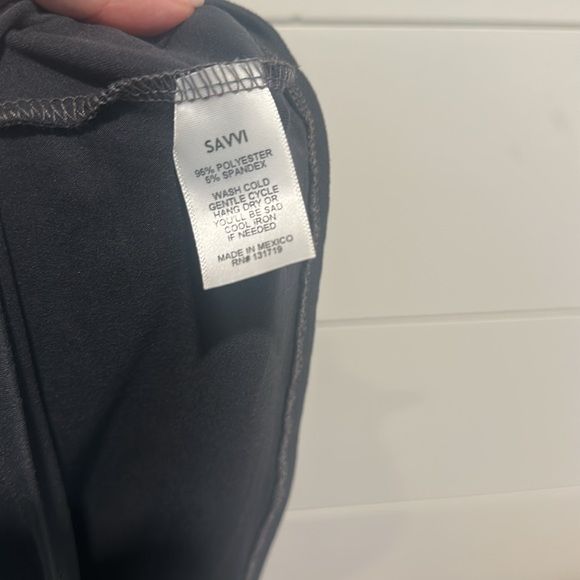 SAVVI
95% POLYESTER
5% SPANDEX
WASH COLD
GENTLE CYCLE
HANG DRY OR
YOU'LL BE SAD
COOL IRON
IF NEEDED
MADE IN MEXICO
RN# 131719